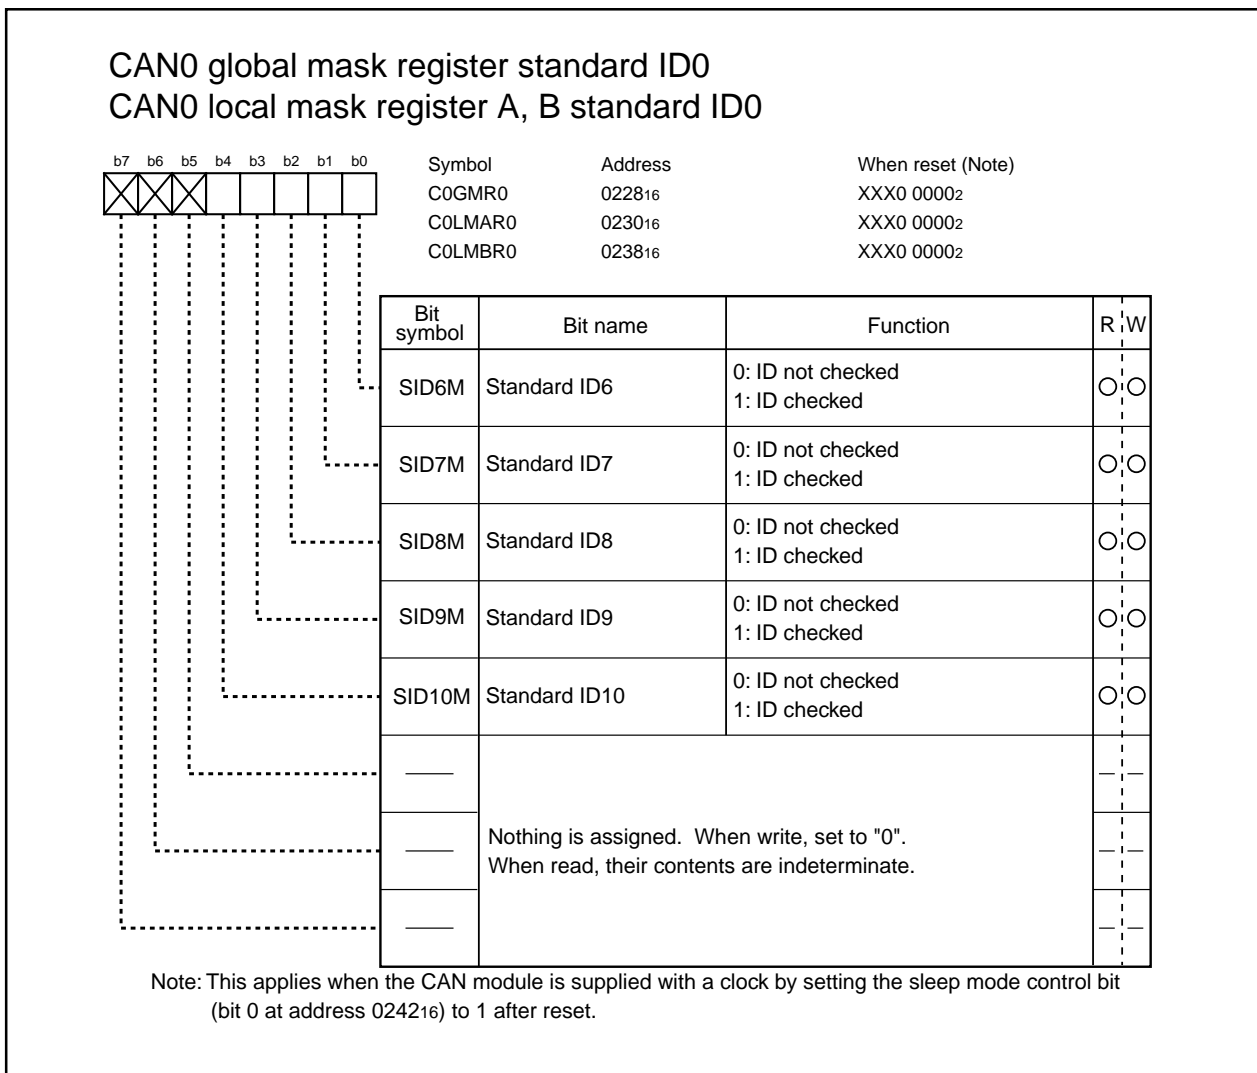 CAN0 global mask register standard ID0
CAN0 local mask register A, B standard ID0
b7 b6 b5 b4 b3 b2 b1 b0
Symbol Address When reset (Note)
C0GMR0 022816 XXX0 00002
C0LMAR0 023016 XXX0 00002
C0LMBR0 023816 XXX0 00002
Bit symbol Bit name Function R W
SID6M Standard ID6 0: ID not checked
1: ID checked
SID7M Standard ID7 0: ID not checked
1: ID checked
SID8M Standard ID8 0: ID not checked
1: ID checked
SID9M Standard ID9 0: ID not checked
1: ID checked
SID10M Standard ID10 0: ID not checked
1: ID checked
Nothing is assigned. When write, set to "0".
When read, their contents are indeterminate.
Note: This applies when the CAN module is supplied with a clock by setting the sleep mode control bit
(bit 0 at address 024216) to 1 after reset.